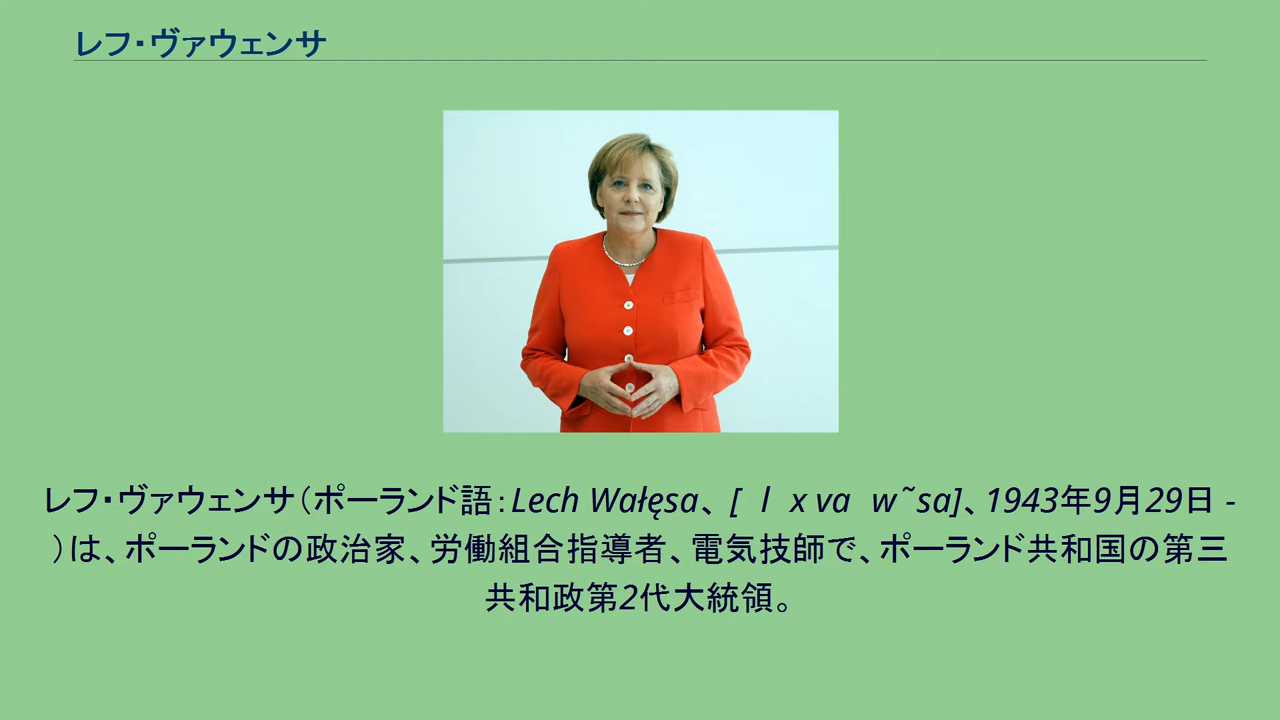 レフ・ヴァウェンサ
レフ・ヴァウェンサ（ポーランド語：Lech Wałęsa、 [ l x va w˜sa]、1943年9月29日 -
）は、ポーランドの政治家、労働組合指導者、電気技師で、ポーランド共和国の第三
共和政第2代大統領。